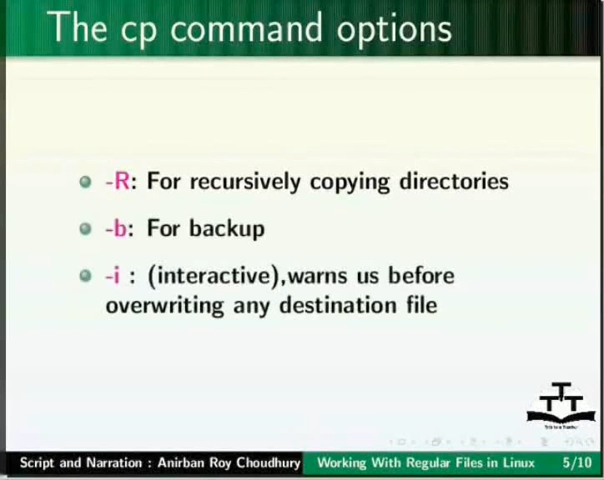 The cp command options
-R: For recursively copying directories
-b: For backup
-i : (interactive),warns us before
overwriting any destination file
TTT
Script and Narration : Anirban Roy Choudhury Working With Regular Files in Linux 5/10